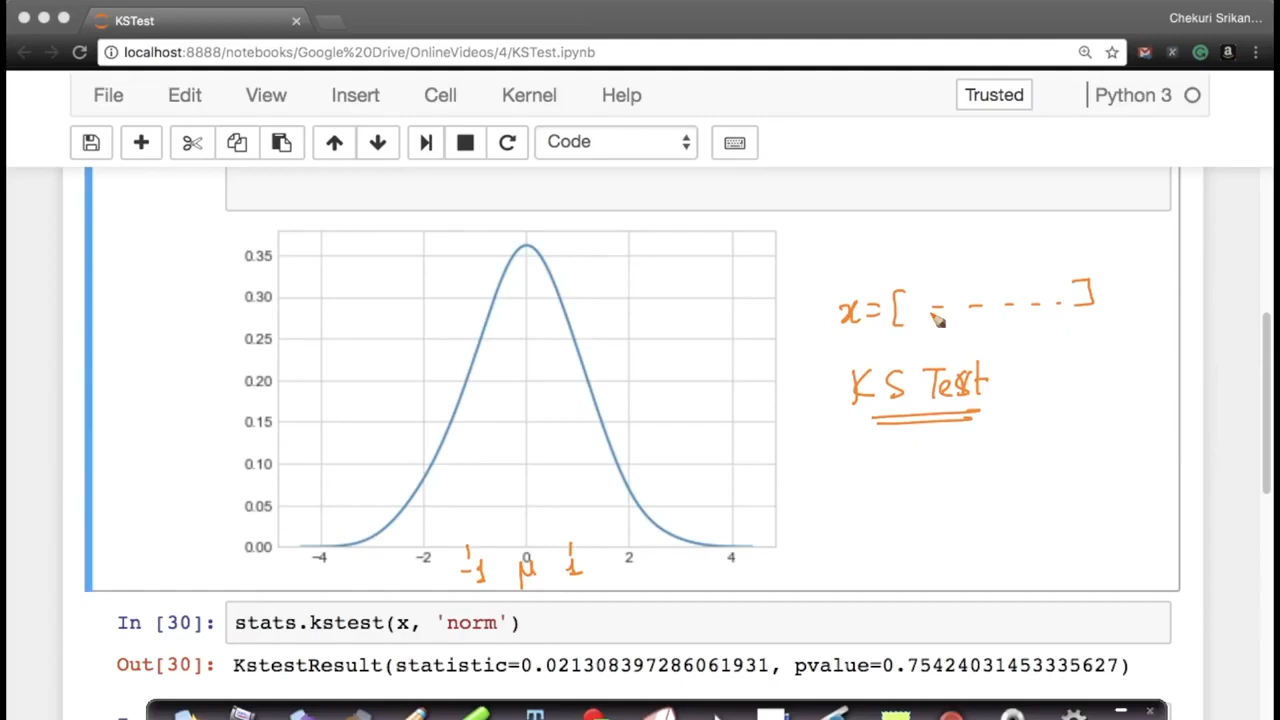 KSTest
Chekuri Srikan...
localhost:8888/notebooks/Google%20Drive/OnlineVideos/4/KSTest.ipynb
File Edit View Insert Cell Kernel Help Trusted Python 3
Code
0.35
0.30
0.25
0.20
0.15
0.10
0.05
0.00
-4 -2 0 2 4
-1 μ 1
x = [ - - - - . . ]
KS Test
In [30]: stats.kstest(x, 'norm')
Out[30]: KstestResult(statistic=0.021308397286061931, pvalue=0.75424031453335627)